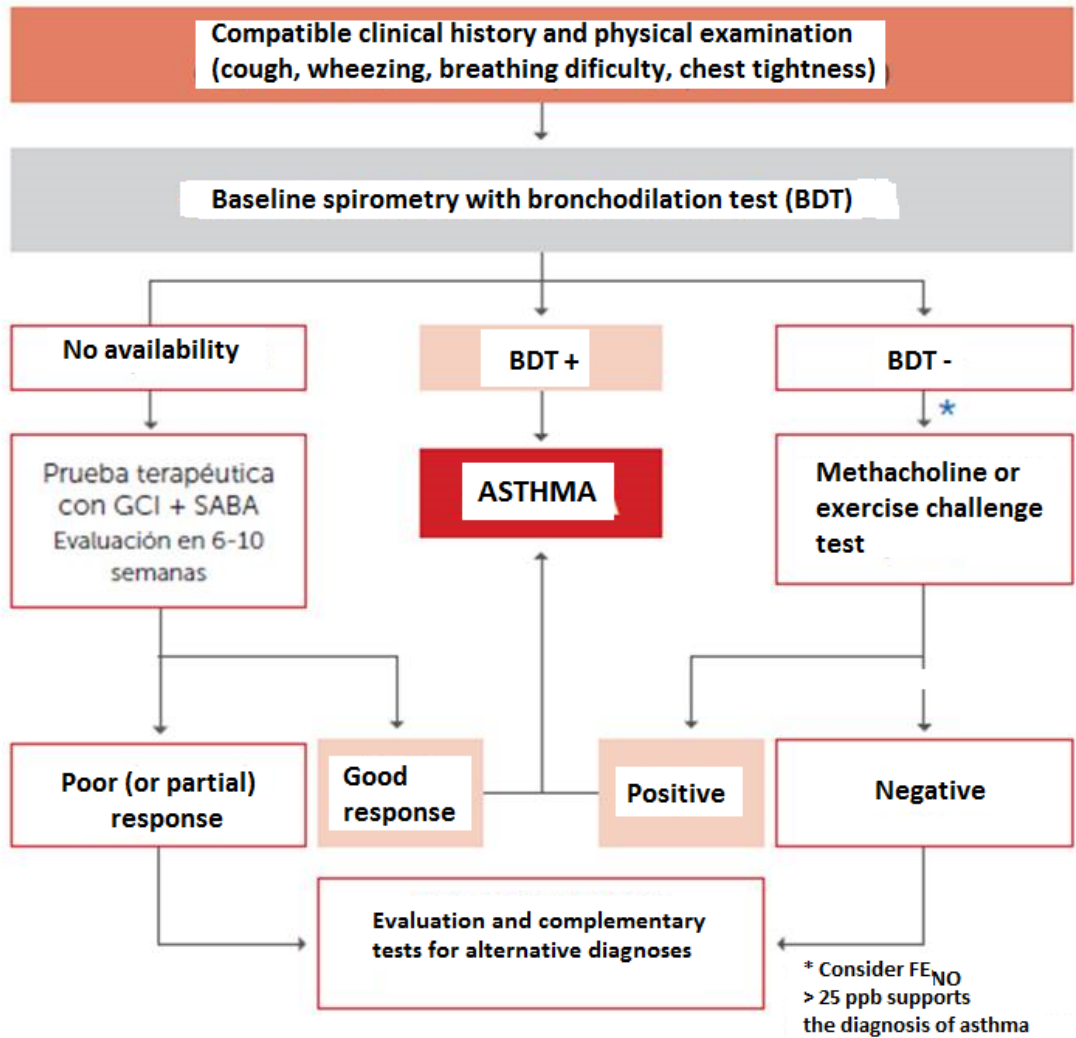 Compatible clinical history and physical examination
(cough, wheezing, breathing dificulty, chest tightness)
Baseline spirometry with bronchodilation test (BDT)
No availability
BDT +
BDT -
*
Prueba terapéutica
con GCI + SABA
Evaluación en 6-10
semanas
ASTHMA
Methacholine or
exercise challenge
test
Poor (or partial)
response
Good
response
Positive
Negative
Evaluation and complementary
tests for alternative diagnoses
* Consider FENO
> 25 ppb supports
the diagnosis of asthma